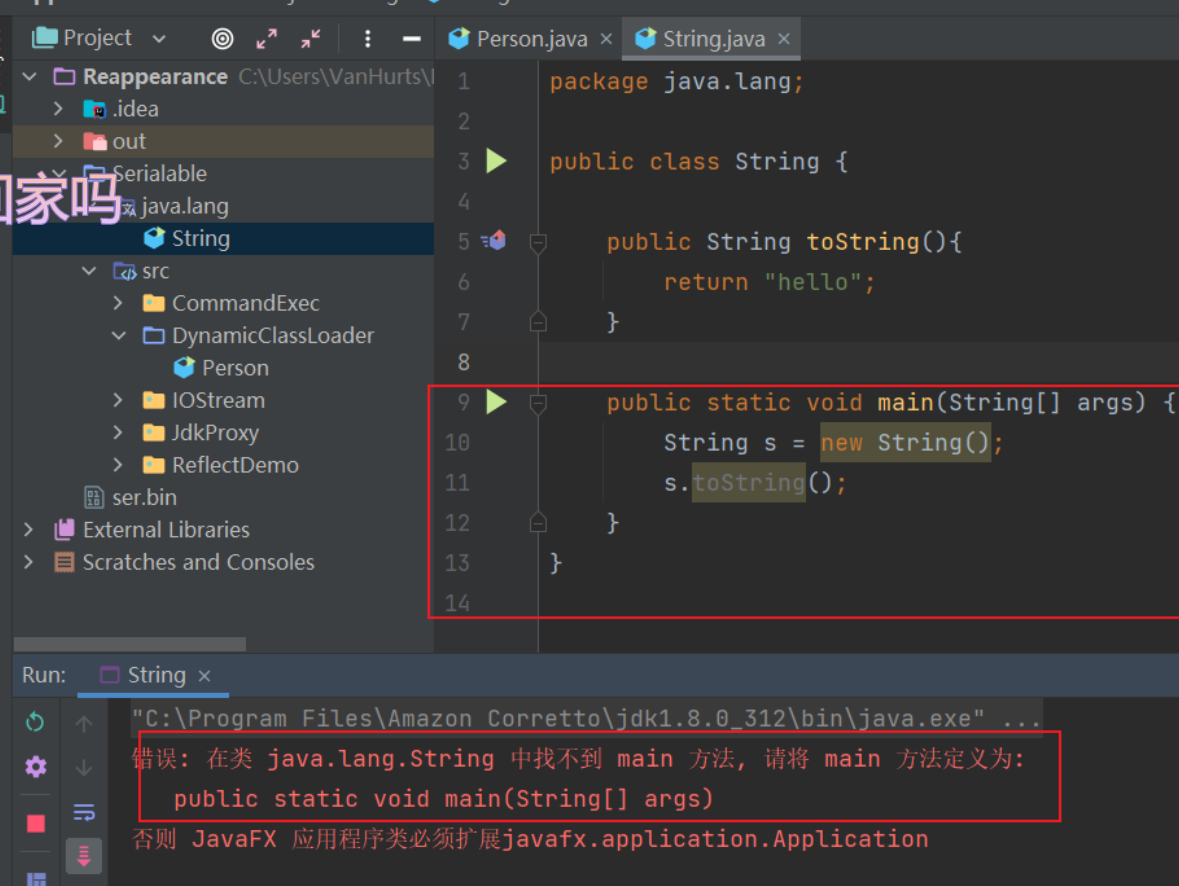 Project
Person.java
String.java
Reappearance C:\Users\VanHurts\
.idea
out
Serialable
java.lang
String
src
CommandExec
DynamicClassLoader
Person
IOStream
JdkProxy
ReflectDemo
ser.bin
External Libraries
Scratches and Consoles
家吗
1 package java.lang;
2
3 public class String {
4
5 public String toString(){
6 return "hello";
7 }
8
9 public static void main(String[] args) {
10 String s = new String();
11 s.toString();
12 }
13 }
14
Run: String
"C:\Program Files\Amazon Corretto\jdk1.8.0_312\bin\java.exe" ...
错误: 在类 java.lang.String 中找不到 main 方法, 请将 main 方法定义为:
public static void main(String[] args)
否则 JavaFX 应用程序类必须扩展javafx.application.Application